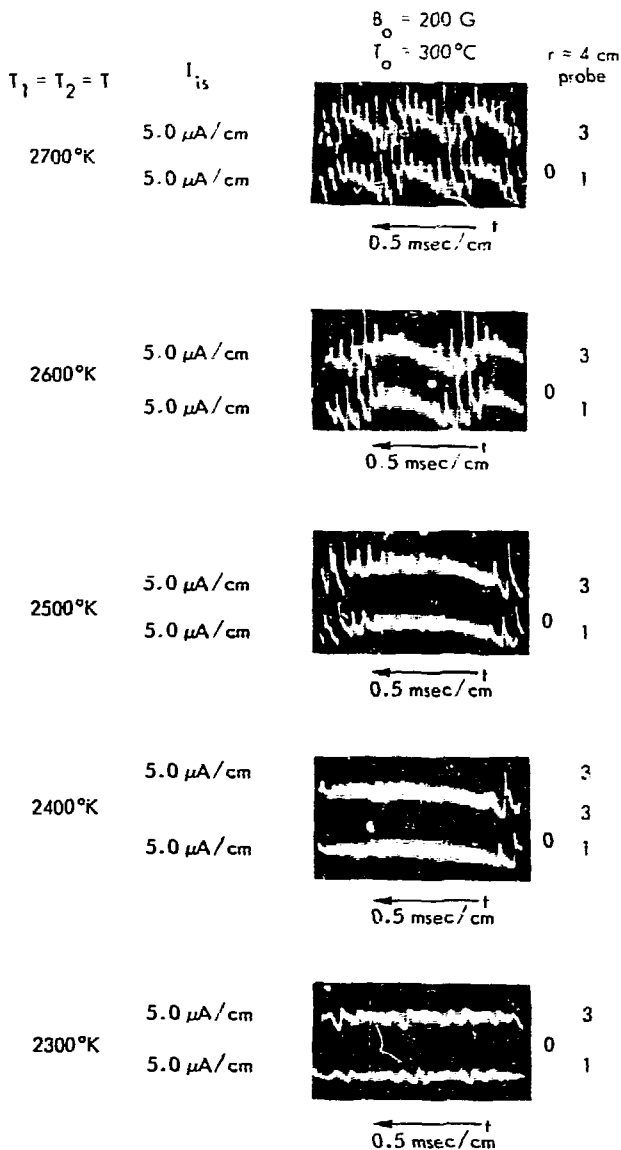 B_o = 200 G
T_1 = T_2 = T I_is T_o = 300°C r = 4 cm
probe
2700°K 5.0 μA/cm 3
5.0 μA/cm 0 1
t
0.5 msec/cm
2600°K 5.0 μA/cm 3
5.0 μA/cm 0 1
t
0.5 msec/cm
2500°K 5.0 μA/cm 3
5.0 μA/cm 0 1
t
0.5 msec/cm
5.0 μA/cm 3
2400°K 3
5.0 μA/cm 0 1
t
0.5 msec/cm
2300°K 5.0 μA/cm 3
5.0 μA/cm 0 1
t
0.5 msec/cm